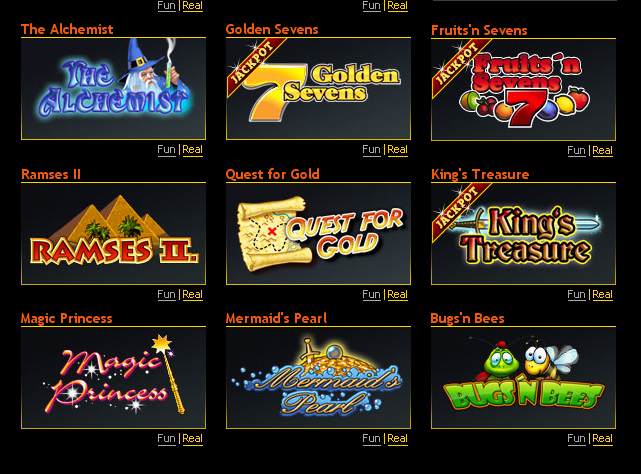 Fun | Real
Fun | Real
The Alchemist
THE
ALCHEMIST
Fun | Real
Golden Sevens
JACKPOT
Golden
7 Sevens
Fun | Real
Fruits'n Sevens
JACKPOT
Fruits'n
Sevens
7
Fun | Real
Ramses II
RAMSES II.
Fun | Real
Quest for Gold
QUEST FOR
GOLD
Fun | Real
King's Treasure
JACKPOT
King's
Treasure
Fun | Real
Magic Princess
Magic
Princess
Fun | Real
Mermaid's Pearl
Mermaid's
Pearl
Fun | Real
Bugs'n Bees
BUGS'N BEES
Fun | Real